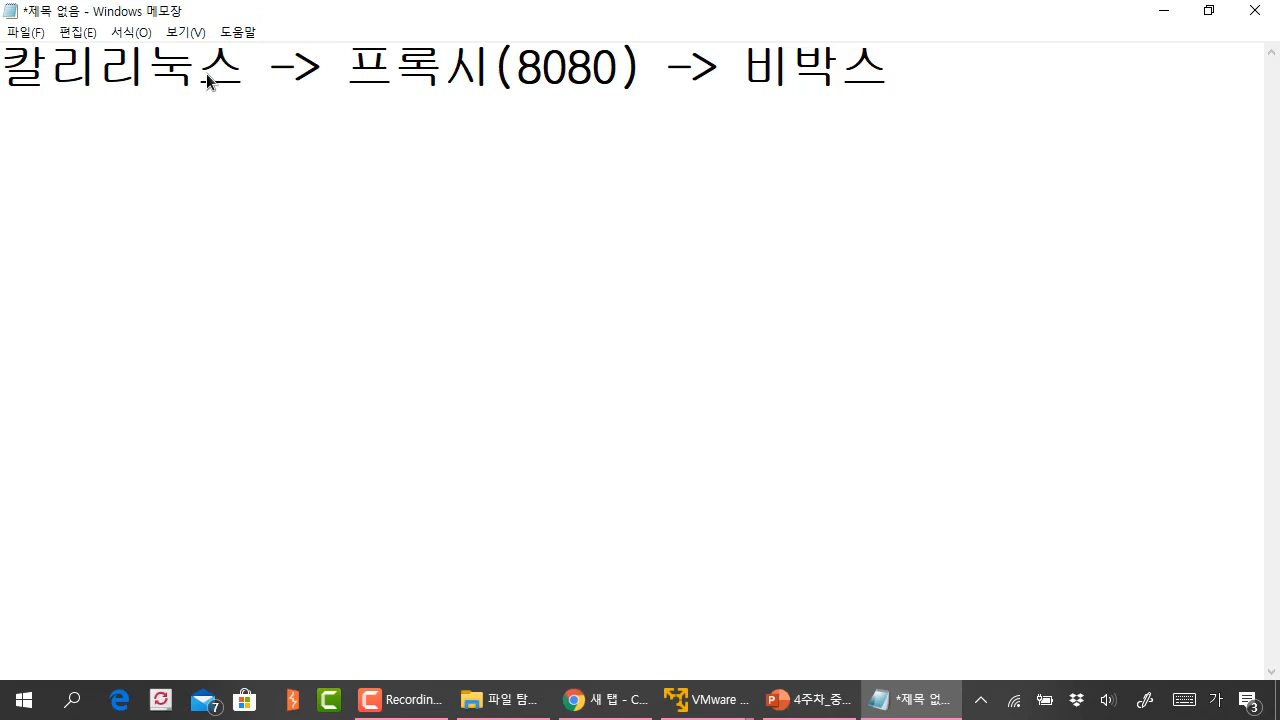 *제목 없음 - Windows 메모장
파일(F) 편집(E) 서식(O) 보기(V) 도움말
칼리리눅스 -> 프록시(8080) -> 비박스
7 Recordin... 파일 탐... 새 탭 - C... VMware ... 4주차_중... *제목 없... 가 3